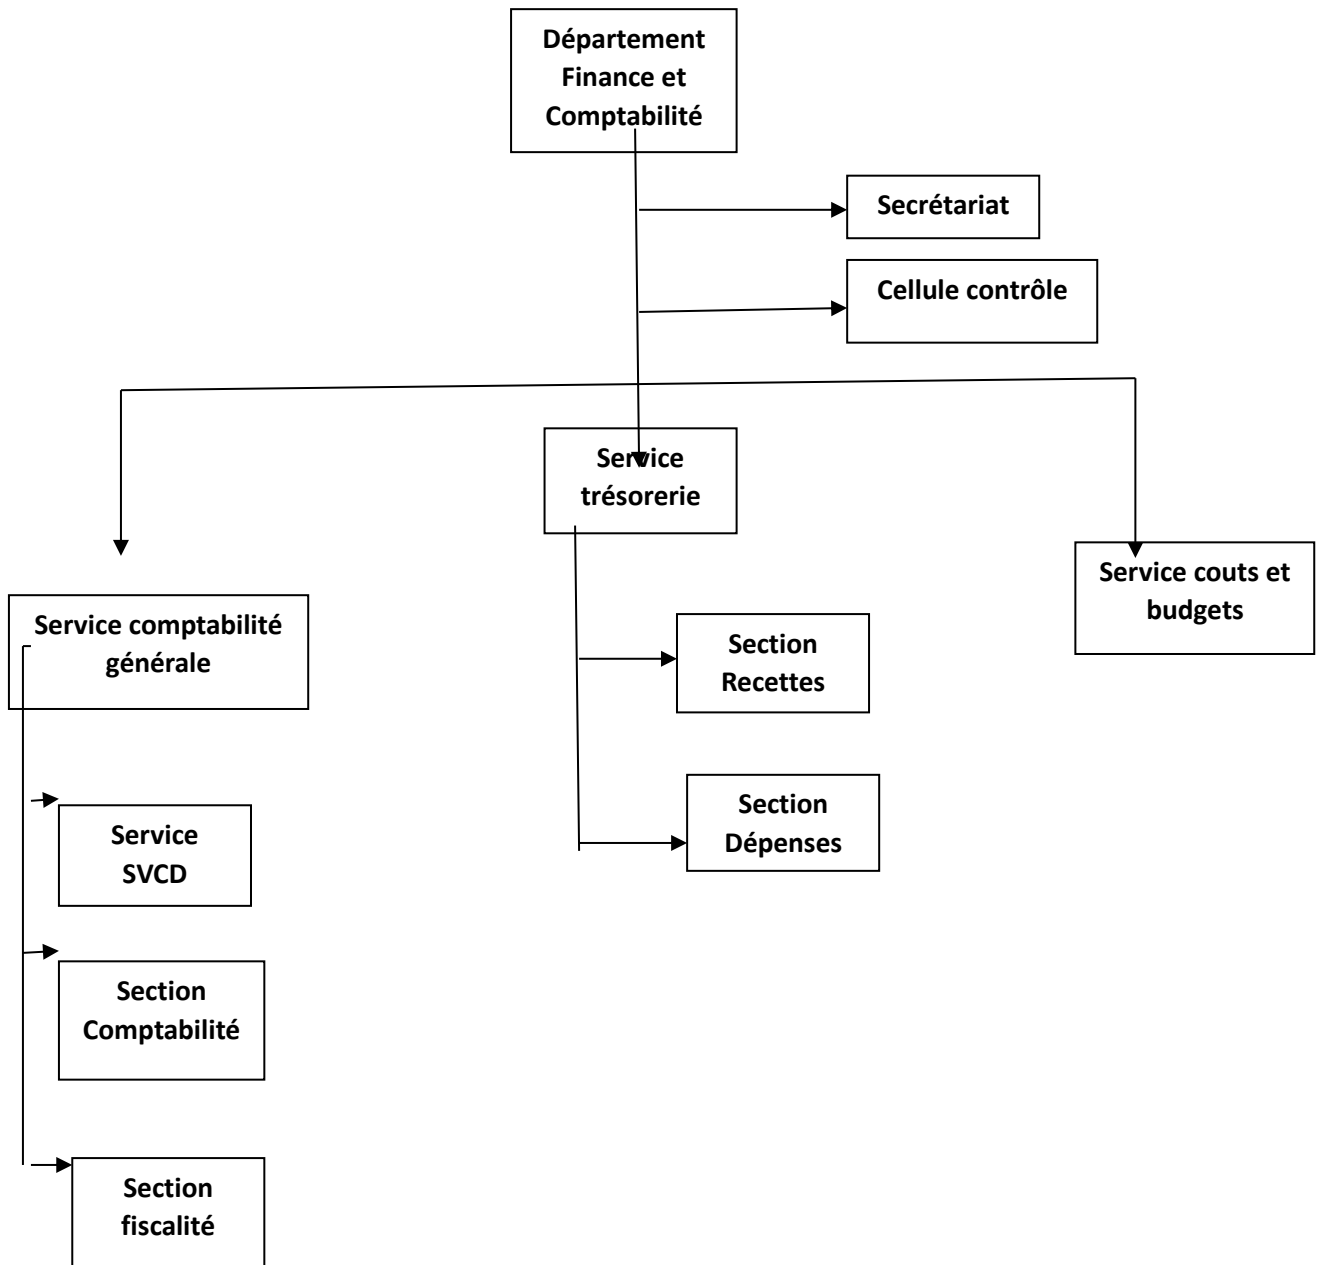 Département
Finance et
Comptabilité
Secrétariat
Cellule contrôle
Service
trésorerie
Service couts et
budgets
Service comptabilité
générale
Section
Recettes
Section
Dépenses
Service
SVCD
Section
Comptabilité
Section
fiscalité